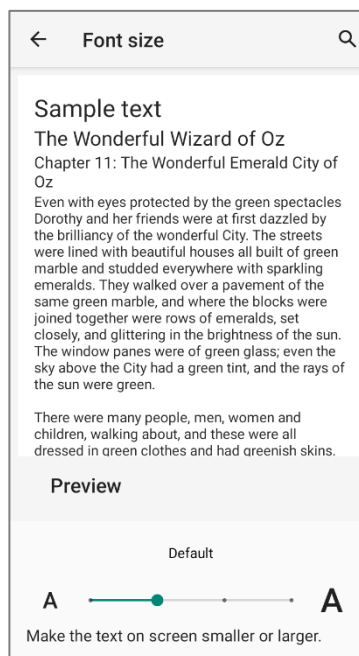 Font size
Sample text
The Wonderful Wizard of Oz
Chapter 11: The Wonderful Emerald City of
Oz
Even with eyes protected by the green spectacles
Dorothy and her friends were at first dazzled by
the brilliancy of the wonderful City. The streets
were lined with beautiful houses all built of green
marble and studded everywhere with sparkling
emeralds. They walked over a pavement of the
same green marble, and where the blocks were
joined together were rows of emeralds, set
closely, and glittering in the brightness of the sun.
The window panes were of green glass; even the
sky above the City had a green tint, and the rays of
the sun were green.
There were many people, men, women and
children, walking about, and these were all
dressed in green clothes and had greenish skins.
Preview
Default
A A
Make the text on screen smaller or larger.